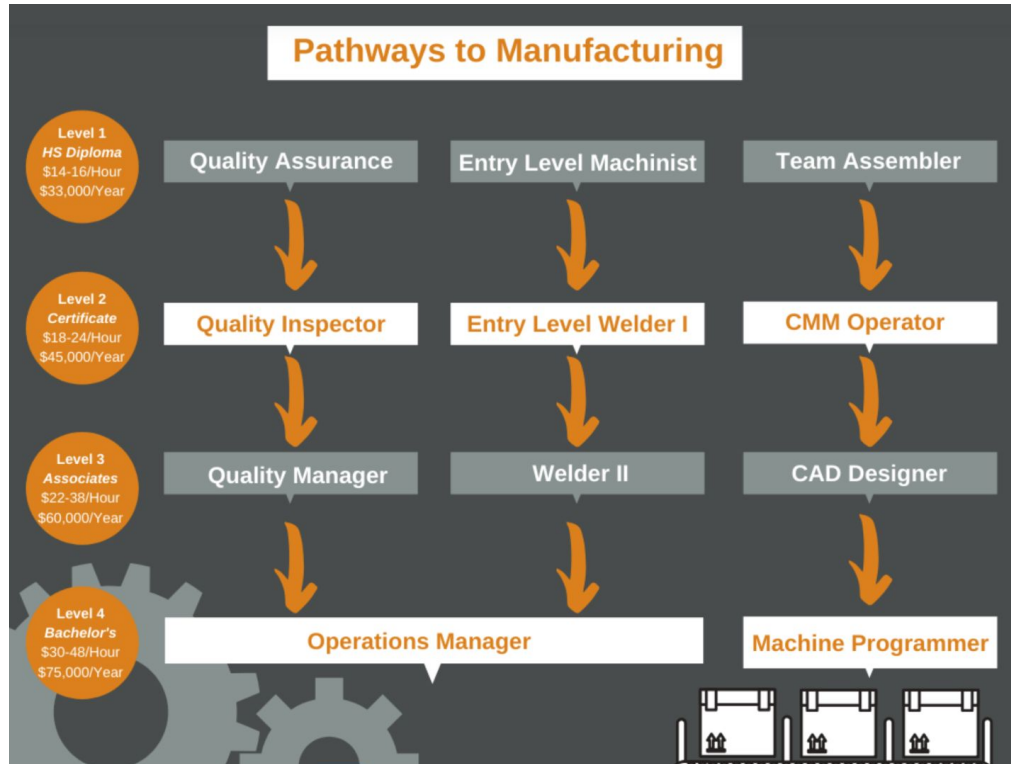 Pathways to Manufacturing
Level 1
HS Diploma
$14-16/Hour
$33,000/Year
Quality Assurance
Entry Level Machinist
Team Assembler
Level 2
Certificate
$18-24/Hour
$45,000/Year
Quality Inspector
Entry Level Welder I
CMM Operator
Level 3
Associates
$22-38/Hour
$60,000/Year
Quality Manager
Welder II
CAD Designer
Level 4
Bachelor's
$30-48/Hour
$75,000/Year
Operations Manager
Machine Programmer